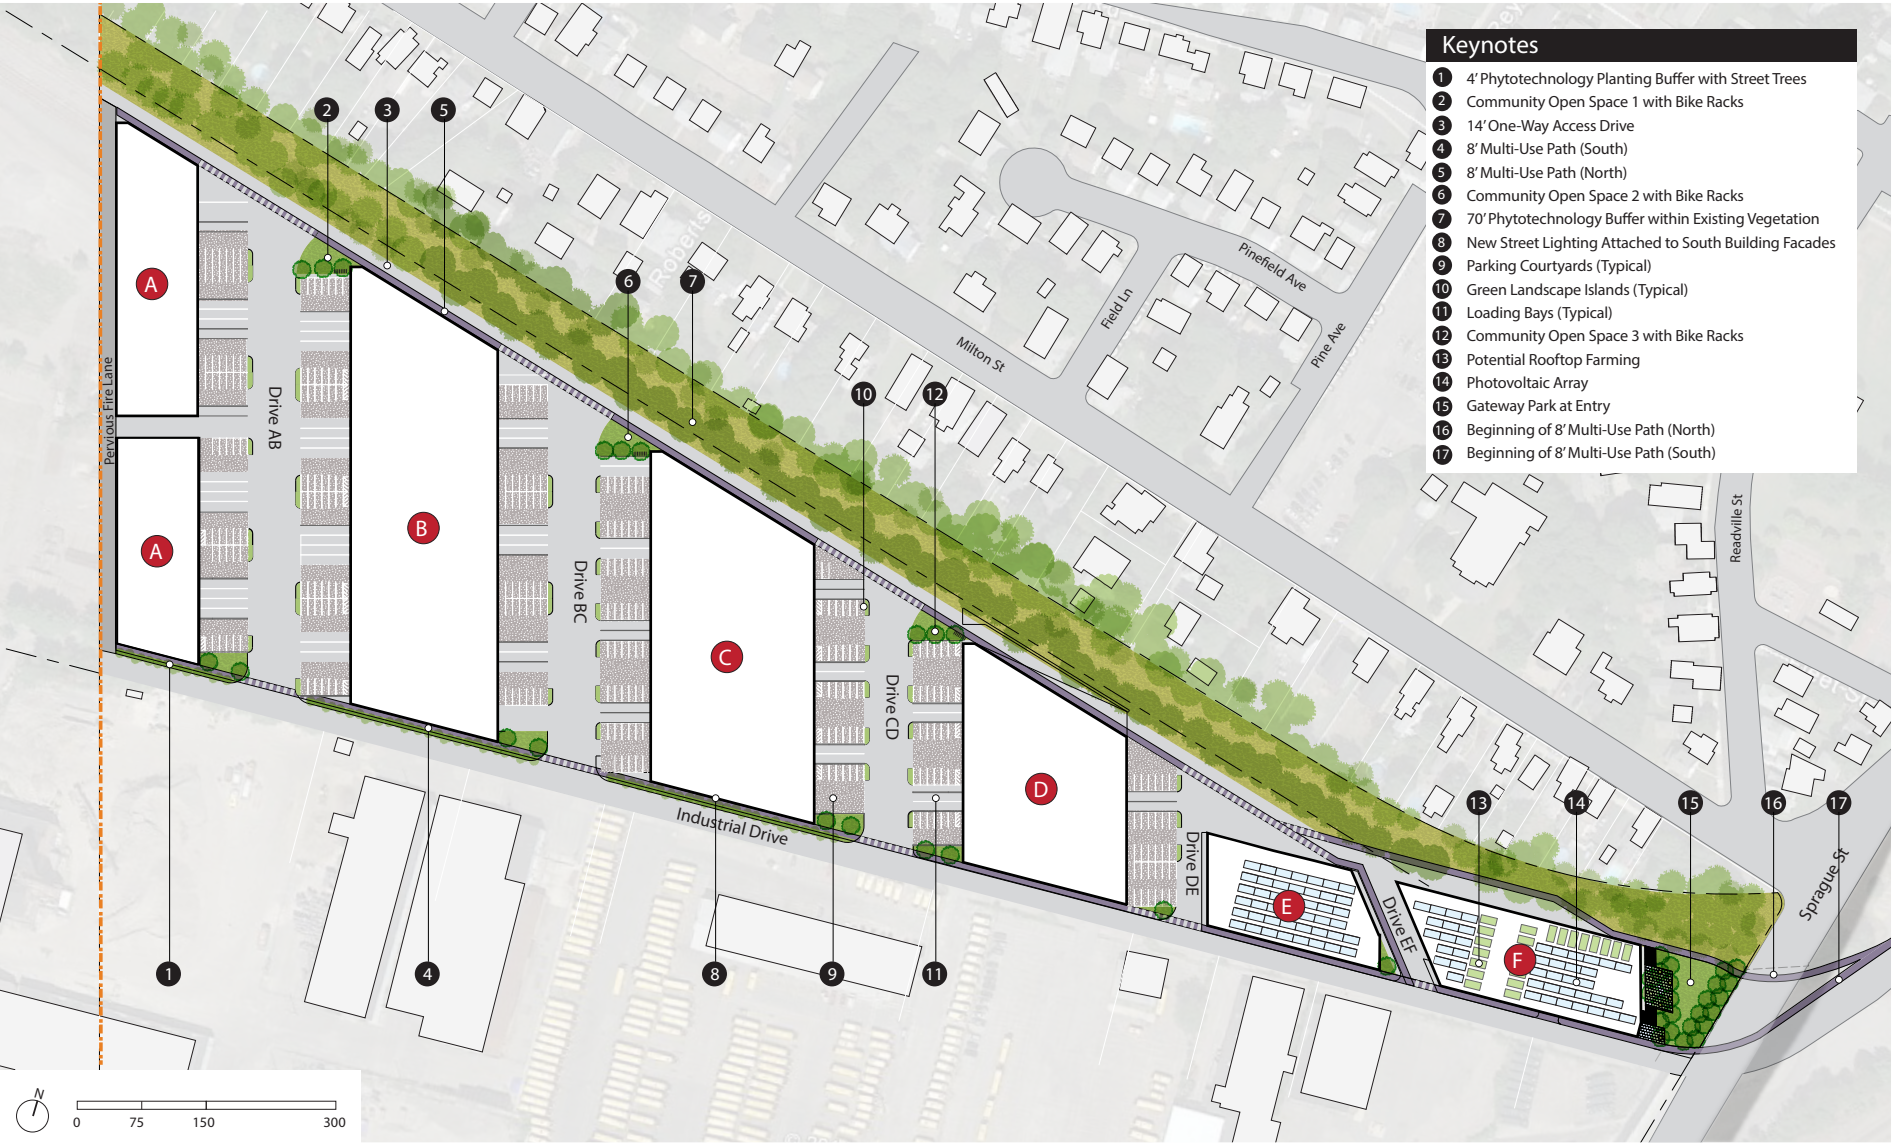 Keynotes
1 4' Phytotechnology Planting Buffer with Street Trees
2 Community Open Space 1 with Bike Racks
3 14' One-Way Access Drive
4 8' Multi-Use Path (South)
5 8' Multi-Use Path (North)
6 Community Open Space 2 with Bike Racks
7 70' Phytotechnology Buffer within Existing Vegetation
8 New Street Lighting Attached to South Building Facades
9 Parking Courtyards (Typical)
10 Green Landscape Islands (Typical)
11 Loading Bays (Typical)
12 Community Open Space 3 with Bike Racks
13 Potential Rooftop Farming
14 Photovoltaic Array
15 Gateway Park at Entry
16 Beginning of 8' Multi-Use Path (North)
17 Beginning of 8' Multi-Use Path (South)
2
3
5
6
7
10
12
Roberts
Pinefield Ave
Field Ln
Milton St
Pine Ave
Readville St
Sprague St
A
A
B
C
D
E
F
Pervious Fire Lane
Drive AB
Drive BC
Drive CD
Drive DE
Drive EF
Industrial Drive
13
14
15
16
17
1
4
8
9
11
N
0 75 150 300